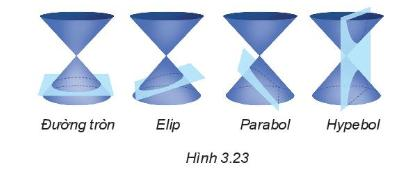 Đường tròn Elip Parabol Hypebol
Hình 3.23